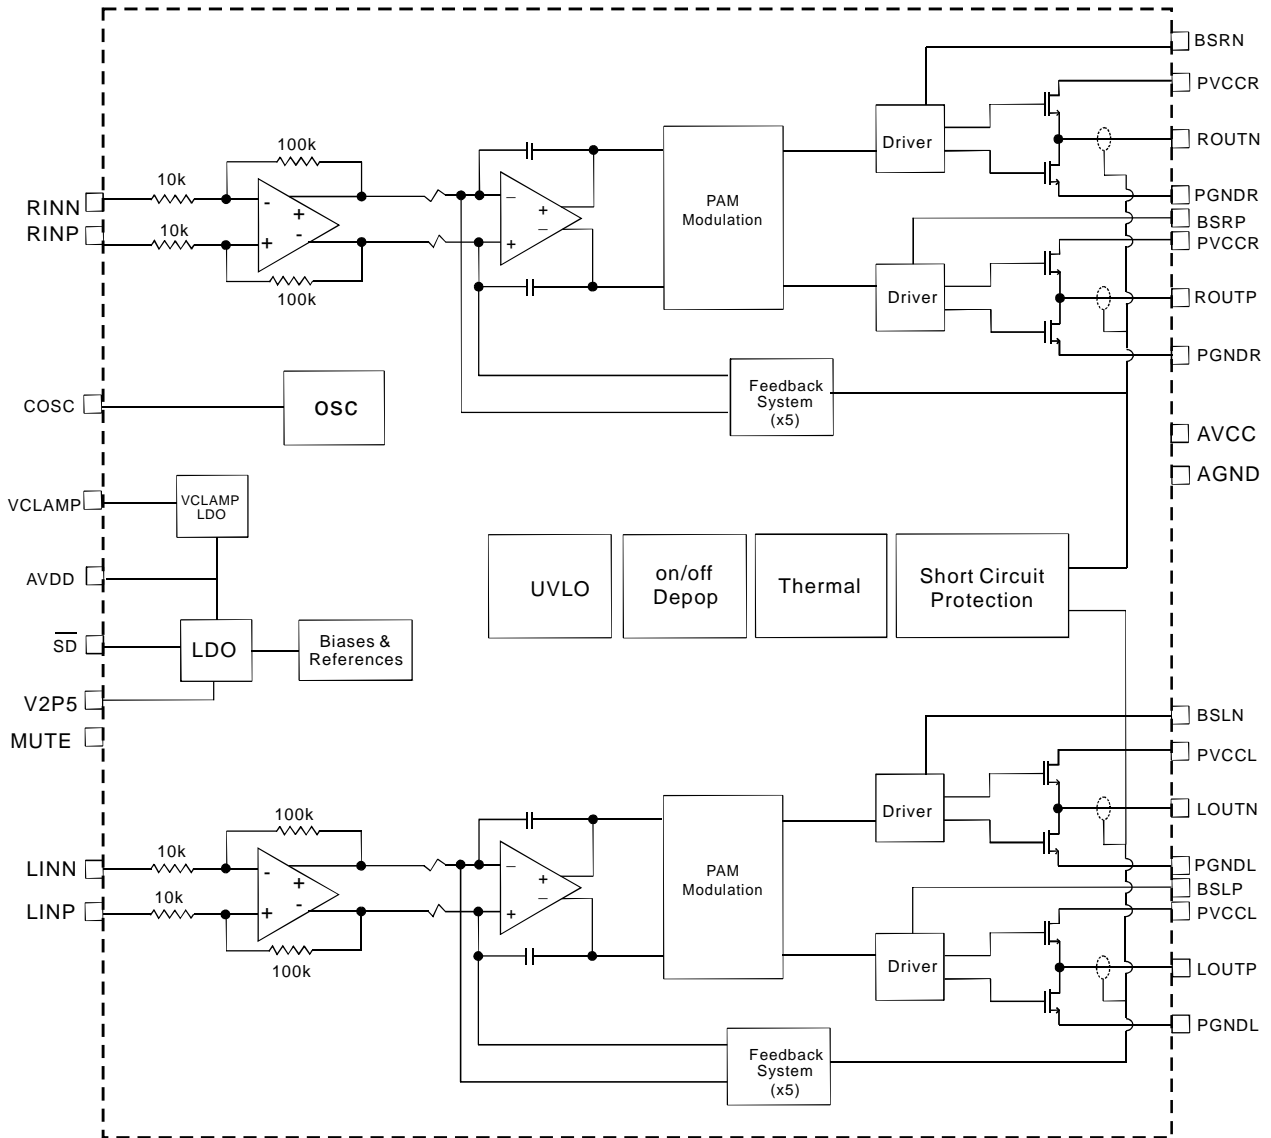 BSRN
PVCCR
100k
Driver
ROUTN
10k
-
+
-
+
RINN
PAM
Modulation
PGNDR
BSRP
RINP
10k
+
-
+
-
PVCCR
100k
Driver
ROUTP
PGNDR
Feedback
System
(x5)
COSC
OSC
AVCC
AGND
VCLAMP
VCLAMP
LDO
AVDD
UVLO
on/off
Depop
Thermal
Short Circuit
Protection
SD
LDO
Biases &
References
V2P5
MUTE
BSLN
PVCCL
100k
Driver
LOUTN
LINN
10k
-
+
-
+
PAM
Modulation
PGNDL
BSLP
LINP
10k
+
-
+
-
PVCCL
100k
Driver
LOUTP
PGNDL
Feedback
System
(x5)